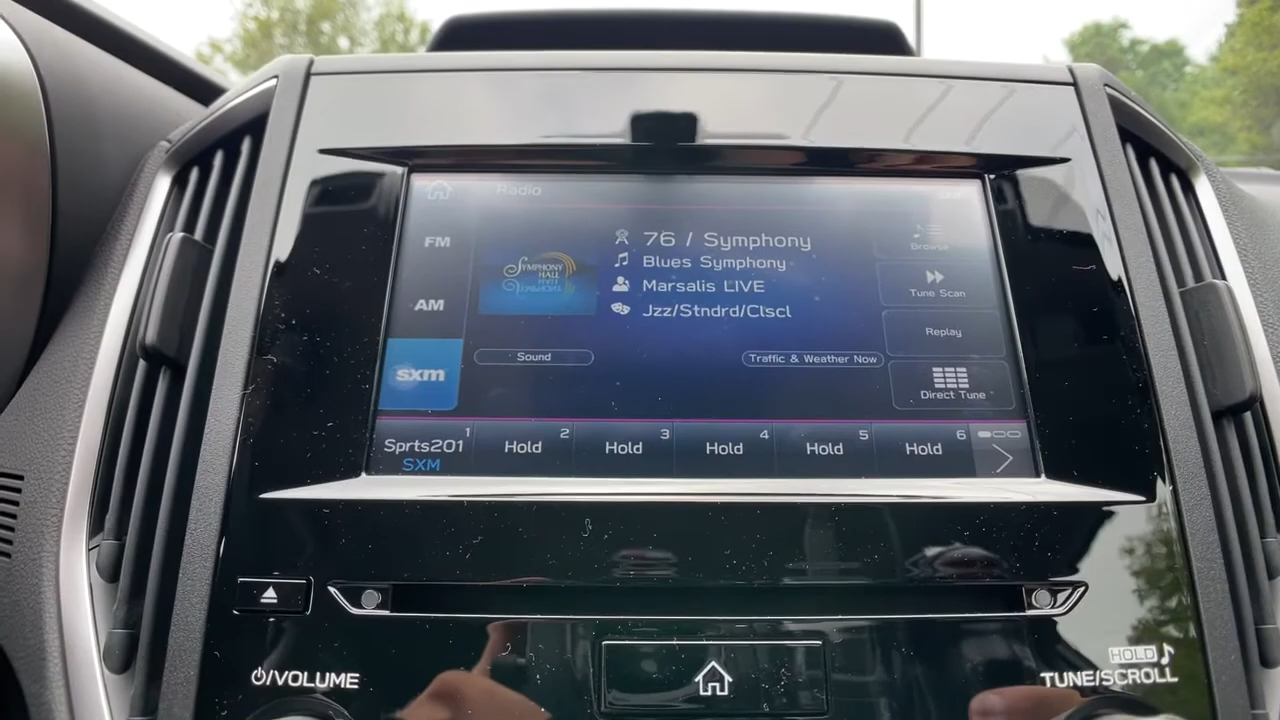 Radio
FM
AM
sxm
SYMPHONY
HALL
76 / Symphony
Blues Symphony
Marsalis LIVE
Jzz/Stndrd/Clscl
Browse
Tune Scan
Replay
Direct Tune
Sound
Traffic & Weather Now
Sprts201 1
SXM
Hold 2
Hold 3
Hold 4
Hold 5
Hold 6
/VOLUME
HOLD
TUNE/SCROLL